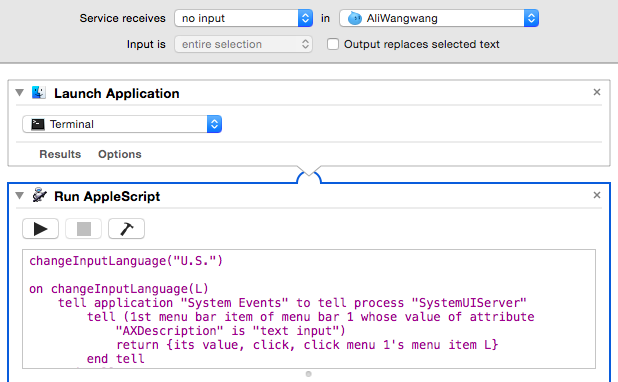 Service receives no input in AliWangwang
Input is entire selection Output replaces selected text
Launch Application
Terminal
Results Options
Run AppleScript
changeInputLanguage("U.S.")
on changeInputLanguage(L)
tell application "System Events" to tell process "SystemUIServer"
tell (1st menu bar item of menu bar 1 whose value of attribute
"AXDescription" is "text input")
return {its value, click, click menu 1's menu item L}
end tell